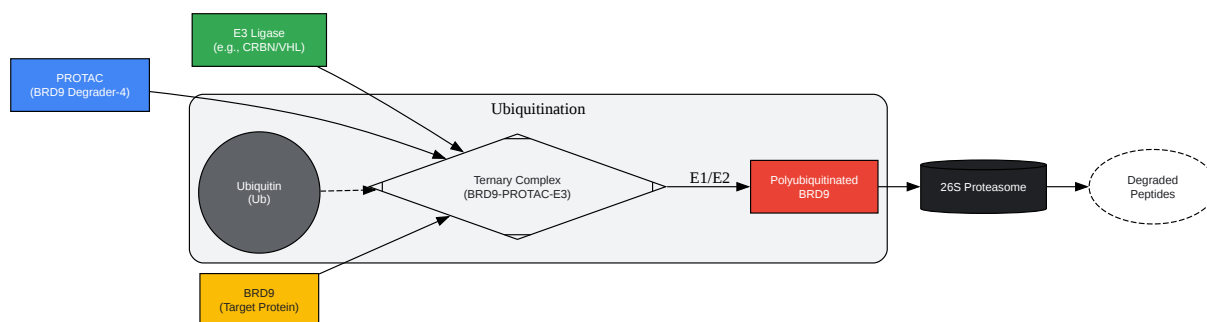 E3 Ligase
(e.g., CRBN/VHL)
PROTAC
(BRD9 Degrader-4)
Ubiquitination
Ubiquitin
(Ub)
Ternary Complex
(BRD9-PROTAC-E3)
E1/E2
Polyubiquitinated
BRD9
26S Proteasome
Degraded
Peptides
BRD9
(Target Protein)